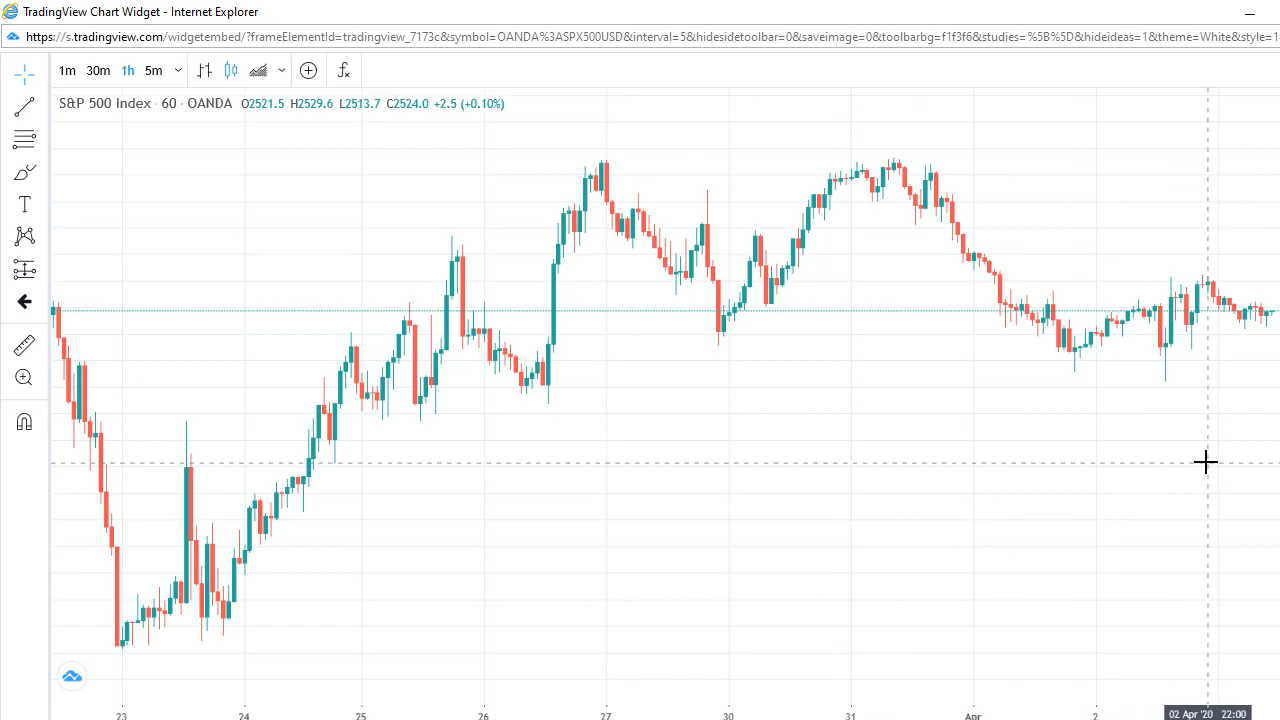 TradingView Chart Widget - Internet Explorer
https://s.tradingview.com/widgetembed/?frameElementId=tradingview_7173c&symbol=OANDA%3ASPX500USD&interval=5&hidesidetoolbar=0&saveimage=0&toolbarbg=f1f3f6&studies=%5B%5D&hideideas=1&theme=White&style=1
1m 30m 1h 5m
S&P 500 Index · 60 · OANDA O2521.5 H2529.6 L2513.7 C2524.0 +2.5 (+0.10%)
23 24 25 26 27 30 31 Apr 2 02 Apr '20 22:00